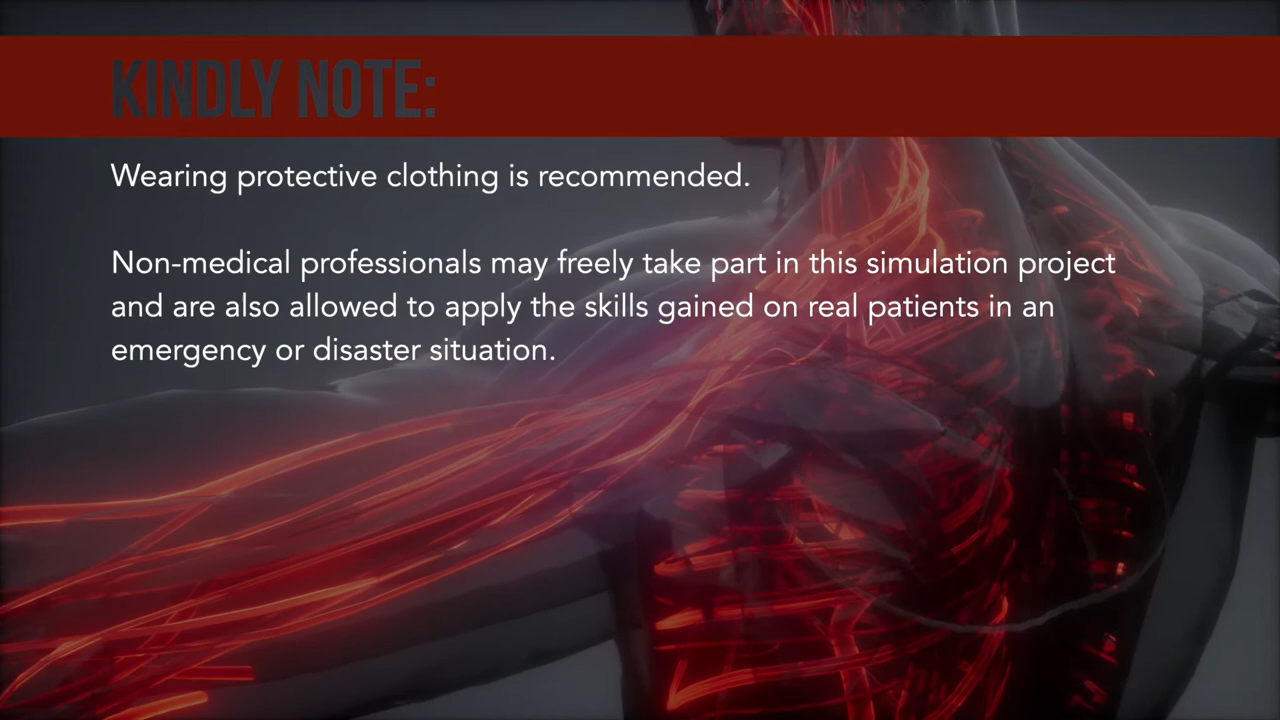 KINDLY NOTE:
Wearing protective clothing is recommended.
Non-medical professionals may freely take part in this simulation project
and are also allowed to apply the skills gained on real patients in an
emergency or disaster situation.